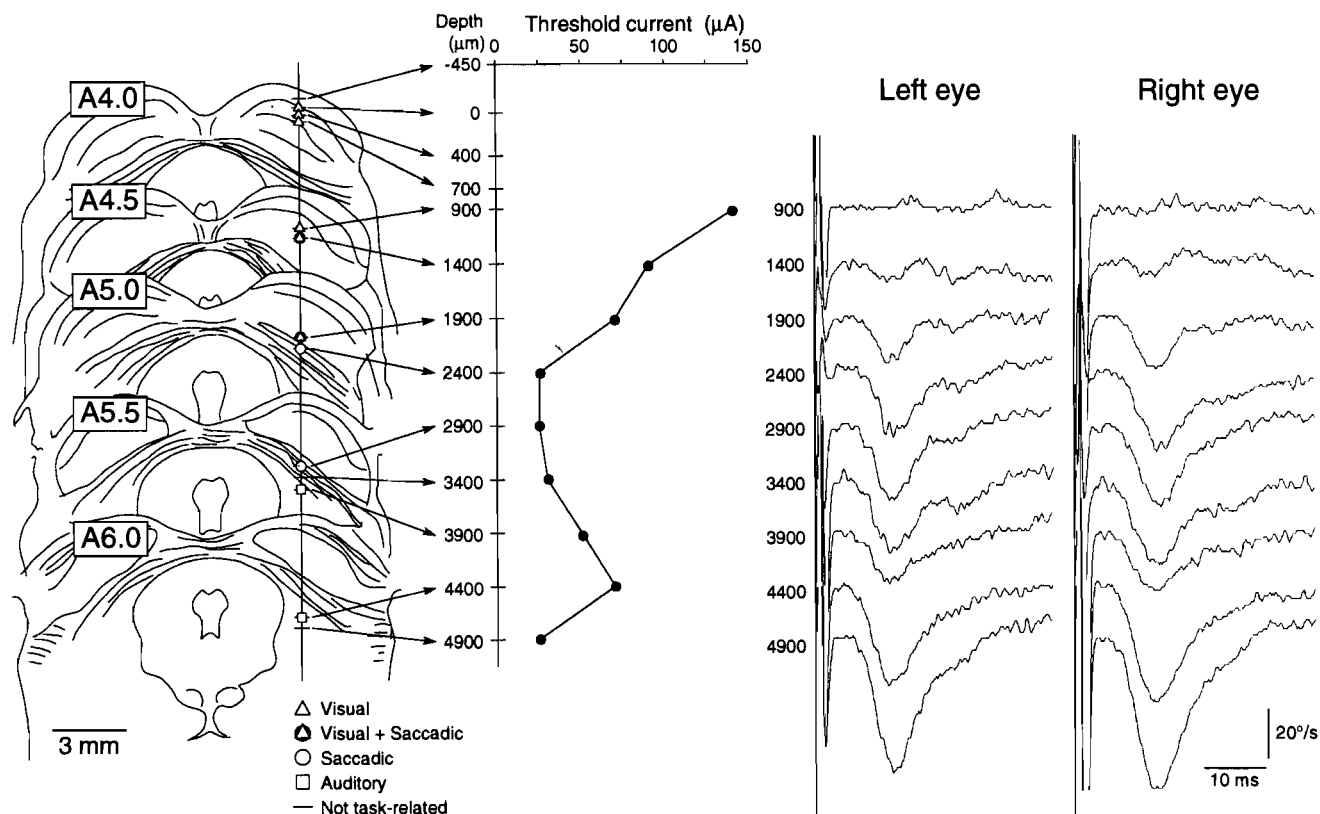 Depth
(µm)
Threshold current (µA)
0
50
100
150
-450
0
400
700
900
1400
1900
2400
2900
3400
3900
4400
4900
A4.0
A4.5
A5.0
A5.5
A6.0
3 mm
Visual
Visual + Saccadic
Saccadic
Auditory
Not task-related
Left eye
Right eye
900
1400
1900
2400
2900
3400
3900
4400
4900
20°/s
10 ms